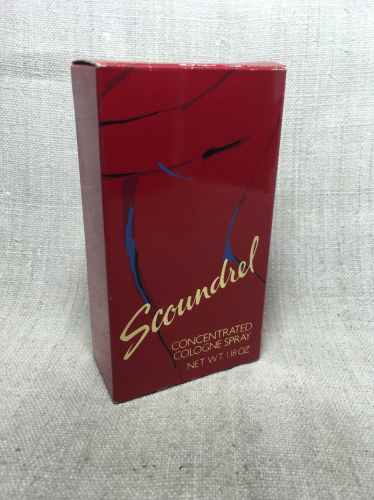 Scoundrel
CONCENTRATED
COLOGNE SPRAY
NET WT. 1.18 OZ